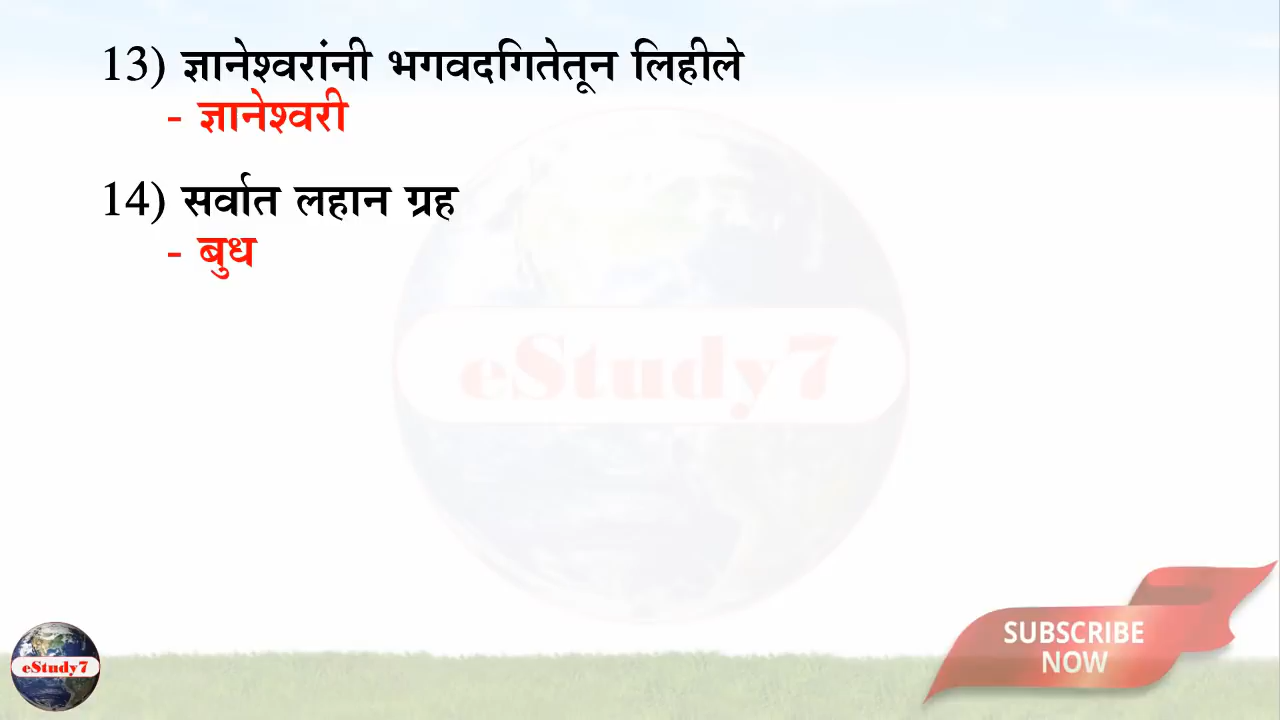 13) ज्ञानेश्वरांनी भगवदगितेतून लिहीले
- ज्ञानेश्वरी
14) सर्वात लहान ग्रह
- बुध
eStudy7
eStudy7
SUBSCRIBE
NOW